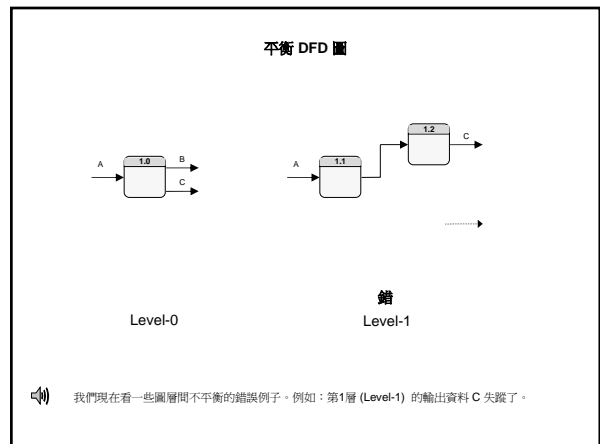 平衡 DFD 圖
A 1.0 B
C
A 1.1
1.2 C
錯
Level-0
Level-1
我們現在看一些圖層間不平衡的錯誤例子。例如：第1層 (Level-1) 的輸出資料 C 失蹤了。